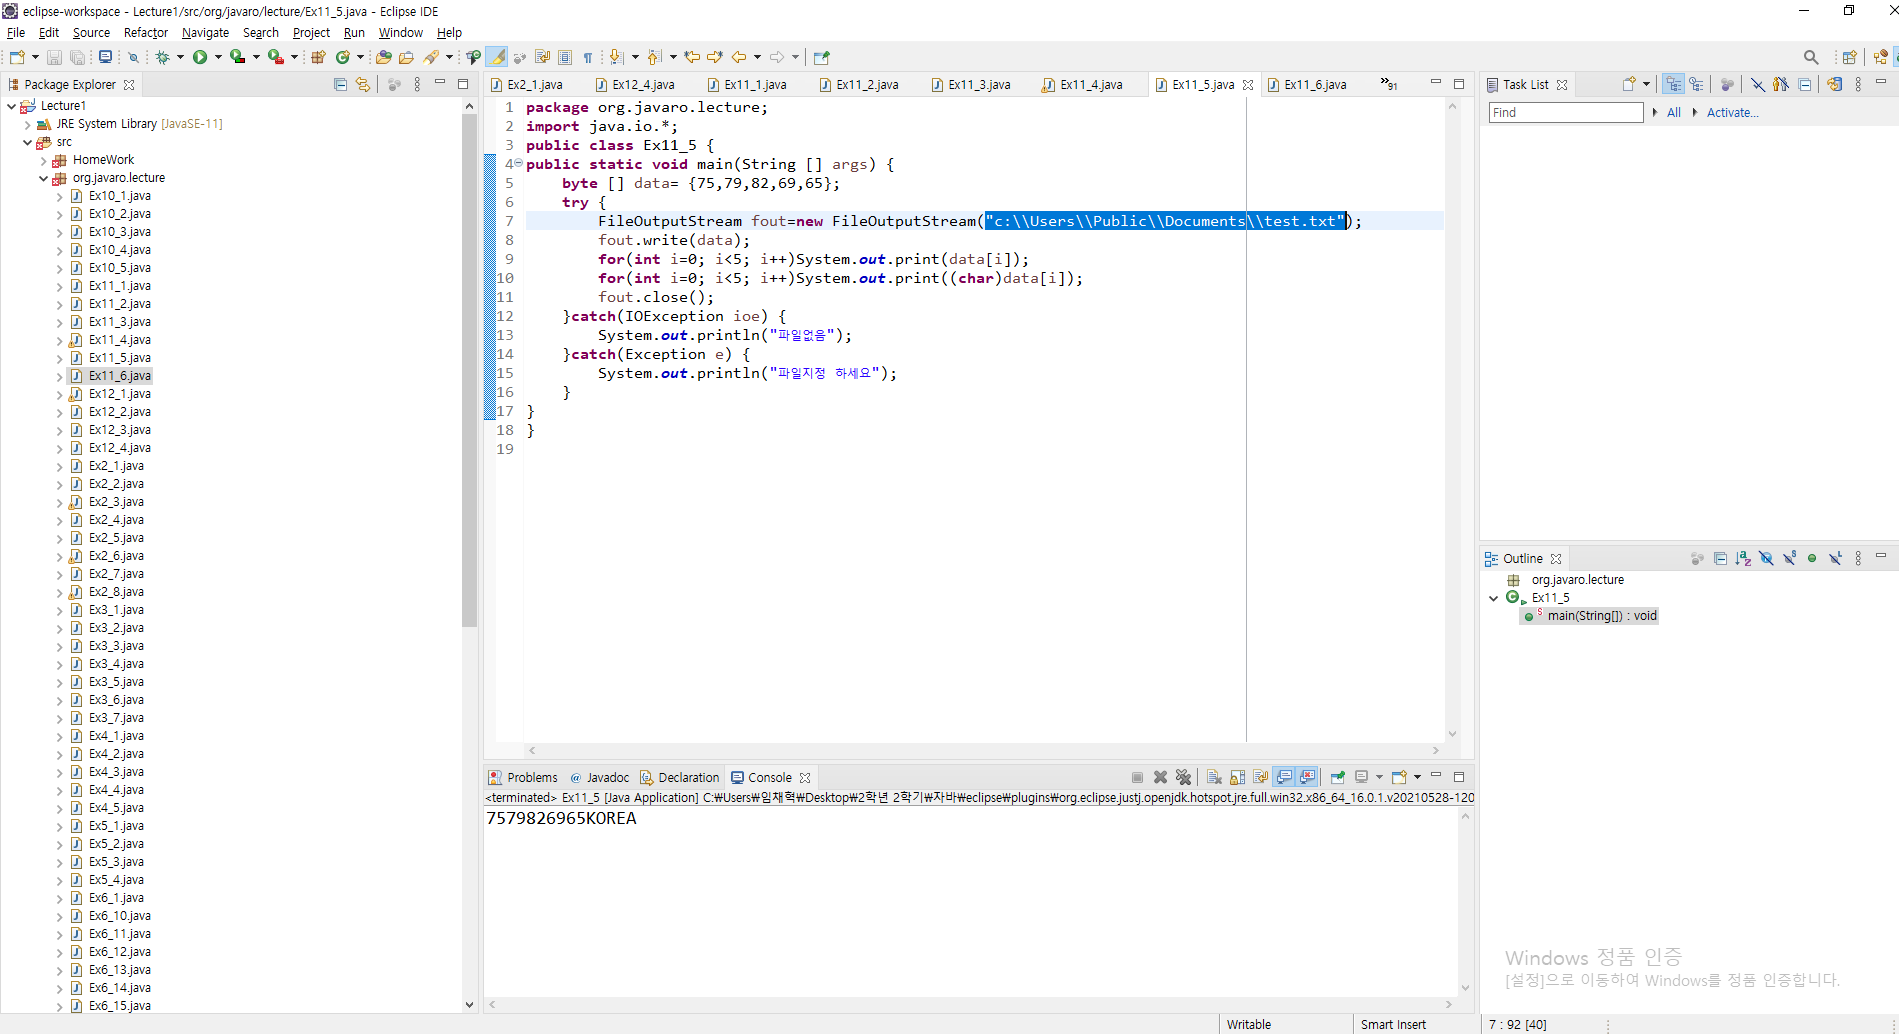 eclipse-workspace - Lecture1/src/org/javaro/lecture/Ex11_5.java - Eclipse IDE
File Edit Source Refactor Navigate Search Project Run Window Help
Package Explorer
Lecture1
JRE System Library [JavaSE-11]
src
HomeWork
org.javaro.lecture
Ex10_1.java
Ex10_2.java
Ex10_3.java
Ex10_4.java
Ex10_5.java
Ex11_1.java
Ex11_2.java
Ex11_3.java
Ex11_4.java
Ex11_5.java
Ex11_6.java
Ex12_1.java
Ex12_2.java
Ex12_3.java
Ex12_4.java
Ex2_1.java
Ex2_2.java
Ex2_3.java
Ex2_4.java
Ex2_5.java
Ex2_6.java
Ex2_7.java
Ex2_8.java
Ex3_1.java
Ex3_2.java
Ex3_3.java
Ex3_4.java
Ex3_5.java
Ex3_6.java
Ex3_7.java
Ex4_1.java
Ex4_2.java
Ex4_3.java
Ex4_4.java
Ex4_5.java
Ex5_1.java
Ex5_2.java
Ex5_3.java
Ex5_4.java
Ex6_1.java
Ex6_10.java
Ex6_11.java
Ex6_12.java
Ex6_13.java
Ex6_14.java
Ex6_15.java
Ex2_1.java Ex12_4.java Ex11_1.java Ex11_2.java Ex11_3.java Ex11_4.java Ex11_5.java Ex11_6.java »91
1 package org.javaro.lecture;
2 import java.io.*;
3 public class Ex11_5 {
4 public static void main(String [] args) {
5 byte [] data= {75,79,82,69,65};
6 try {
7 FileOutputStream fout=new FileOutputStream("c:\\Users\\Public\\Documents\\test.txt");
8 fout.write(data);
9 for(int i=0; i<5; i++)System.out.print(data[i]);
10 for(int i=0; i<5; i++)System.out.print((char)data[i]);
11 fout.close();
12 }catch(IOException ioe) {
13 System.out.println("파일없음");
14 }catch(Exception e) {
15 System.out.println("파일지정 하세요");
16 }
17 }
18 }
19
Problems @ Javadoc Declaration Console
<terminated> Ex11_5 [Java Application] C:₩Users₩임채혁₩Desktop₩2학년 2학기₩자바₩eclipse₩plugins₩org.eclipse.justj.openjdk.hotspot.jre.full.win32.x86_64_16.0.1.v20210528-120
7579826965KOREA
Task List
Find All Activate...
Outline
org.javaro.lecture
Ex11_5
main(String[]) : void
Windows 정품 인증
[설정]으로 이동하여 Windows를 정품 인증합니다.
Writable Smart Insert 7 : 92 [40]